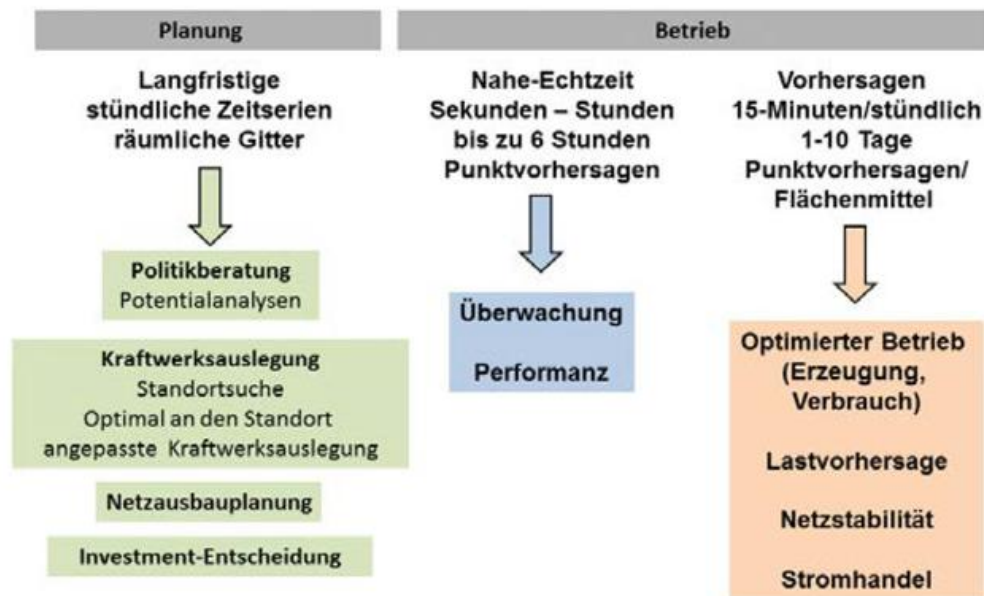 Planung
Langfristige
stündliche Zeitserien
räumliche Gitter
Politikberatung
Potentialanalysen
Kraftwerksauslegung
Standortsuche
Optimal an den Standort
angepasste Kraftwerksauslegung
Netzausbauplanung
Investment-Entscheidung
Betrieb
Nahe-Echtzeit
Sekunden – Stunden
bis zu 6 Stunden
Punktvorhersagen
Überwachung
Performanz
Vorhersagen
15-Minuten/stündlich
1-10 Tage
Punktvorhersagen/
Flächenmittel
Optimierter Betrieb
(Erzeugung,
Verbrauch)
Lastvorhersage
Netzstabilität
Stromhandel